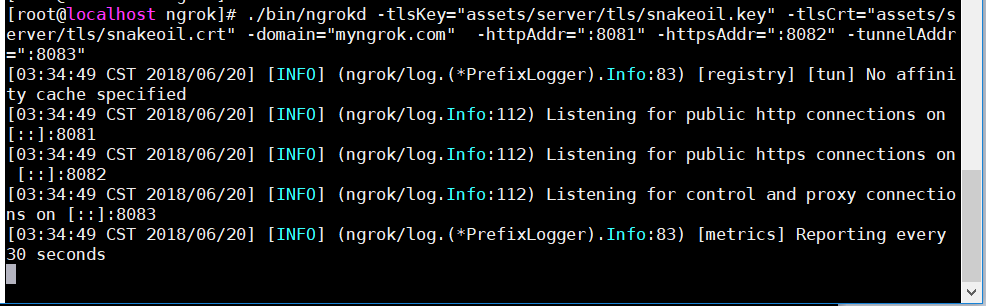 [root@localhost ngrok]# ./bin/ngrokd -tlsKey="assets/server/tls/snakeoil.key" -tlsCrt="assets/s
erver/tls/snakeoil.crt" -domain="myngrok.com"  -httpAddr=":8081" -httpsAddr=":8082" -tunnelAddr
=":8083"
[03:34:49 CST 2018/06/20] [INFO] (ngrok/log.(*PrefixLogger).Info:83) [registry] [tun] No affini
ty cache specified
[03:34:49 CST 2018/06/20] [INFO] (ngrok/log.Info:112) Listening for public http connections on
[::]:8081
[03:34:49 CST 2018/06/20] [INFO] (ngrok/log.Info:112) Listening for public https connections on
 [::]:8082
[03:34:49 CST 2018/06/20] [INFO] (ngrok/log.Info:112) Listening for control and proxy connectio
ns on [::]:8083
[03:34:49 CST 2018/06/20] [INFO] (ngrok/log.(*PrefixLogger).Info:83) [metrics] Reporting every
30 seconds